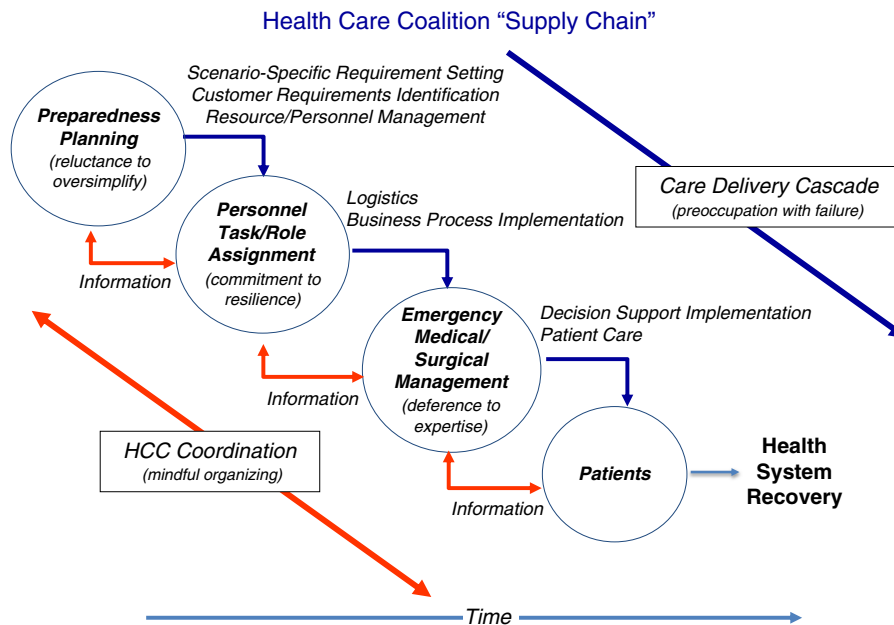 Health Care Coalition “Supply Chain”
Scenario-Specific Requirement Setting
Customer Requirements Identification
Resource/Personnel Management
Preparedness
Planning
(reluctance to
oversimplify)
Care Delivery Cascade
(preoccupation with failure)
Logistics
Business Process Implementation
Personnel
Task/Role
Assignment
(commitment to
resilience)
Information
Decision Support Implementation
Patient Care
Emergency
Medical/
Surgical
Management
(deference to
expertise)
Information
HCC Coordination
(mindful organizing)
Patients
Health
System
Recovery
Information
Time